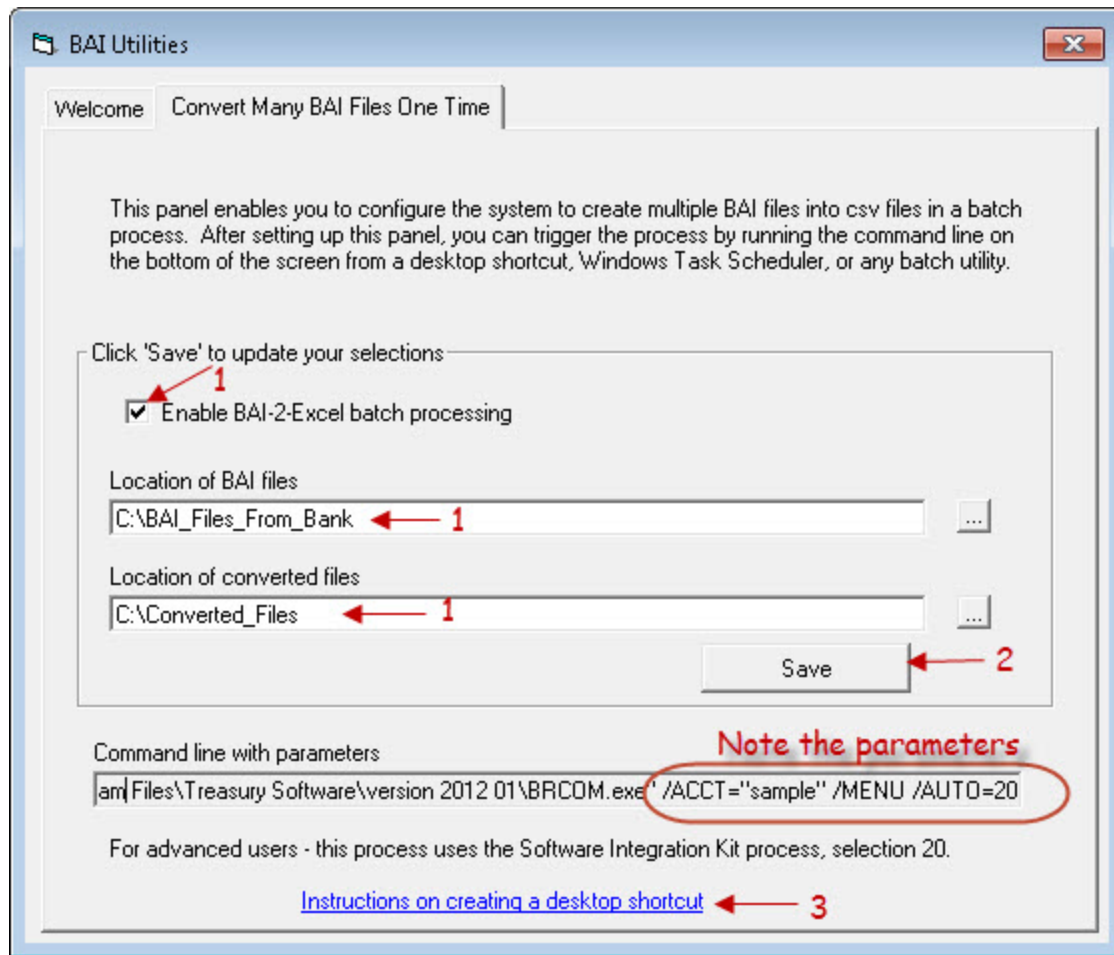 BAI Utilities
Welcome
Convert Many BAI Files One Time
This panel enables you to configure the system to create multiple BAI files into csv files in a batch
process. After setting up this panel, you can trigger the process by running the command line on
the bottom of the screen from a desktop shortcut, Windows Task Scheduler, or any batch utility.
Click 'Save' to update your selections
1
Enable BAI-2-Excel batch processing
Location of BAI files
C:\BAI_Files_From_Bank 1
...
Location of converted files
C:\Converted_Files 1
...
Save 2
Note the parameters
Command line with parameters
am Files\Treasury Software\version 2012 01\BRCOM.exe" /ACCT="sample" /MENU /AUTO=20
For advanced users - this process uses the Software Integration Kit process, selection 20.
Instructions on creating a desktop shortcut 3